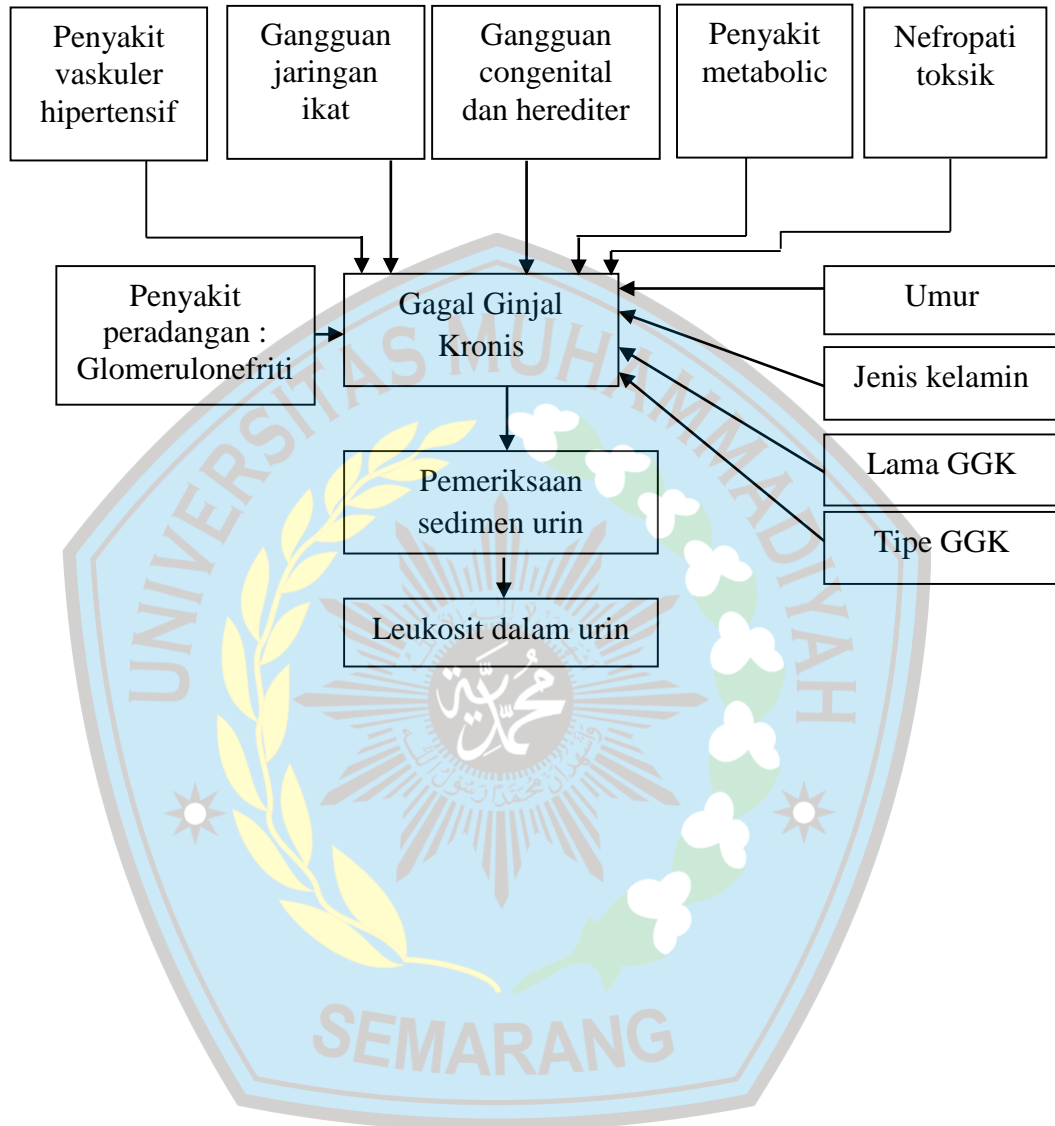 Penyakit
vaskuler
hipertensif
Gangguan
jaringan
ikat
Gangguan
congenital
dan herediter
Penyakit
metabolic
Nefropati
toksik
Penyakit
peradangan :
Glomerulonefriti
Gagal Ginjal
Kronis
Umur
Jenis kelamin
Lama GGK
Tipe GGK
Pemeriksaan
sedimen urin
Leukosit dalam urin
UNIVERSITAS MUHAMMADIYAH
SEMARANG
محمدية